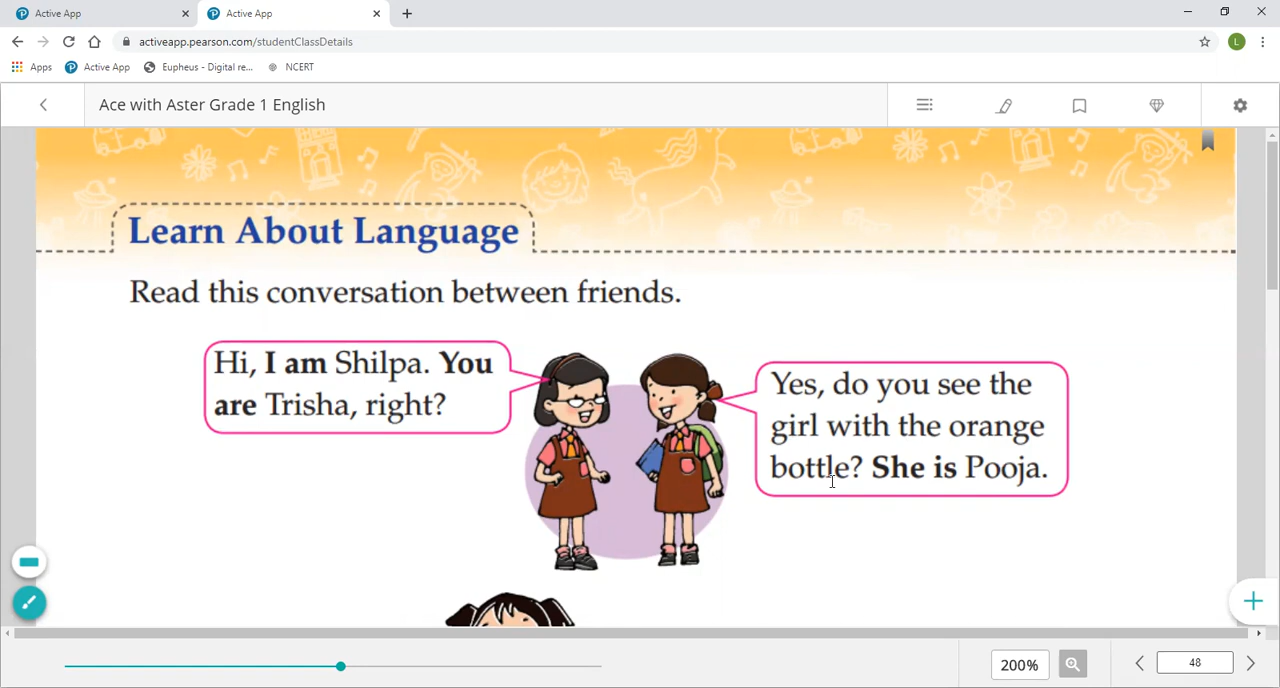 Active App
Active App
activeapp.pearson.com/studentClassDetails
L
Apps
Active App
Eupheus - Digital re...
NCERT
Ace with Aster Grade 1 English
Learn About Language
Read this conversation between friends.
Hi, I am Shilpa. You
are Trisha, right?
Yes, do you see the
girl with the orange
bottle? She is Pooja.
200%
48